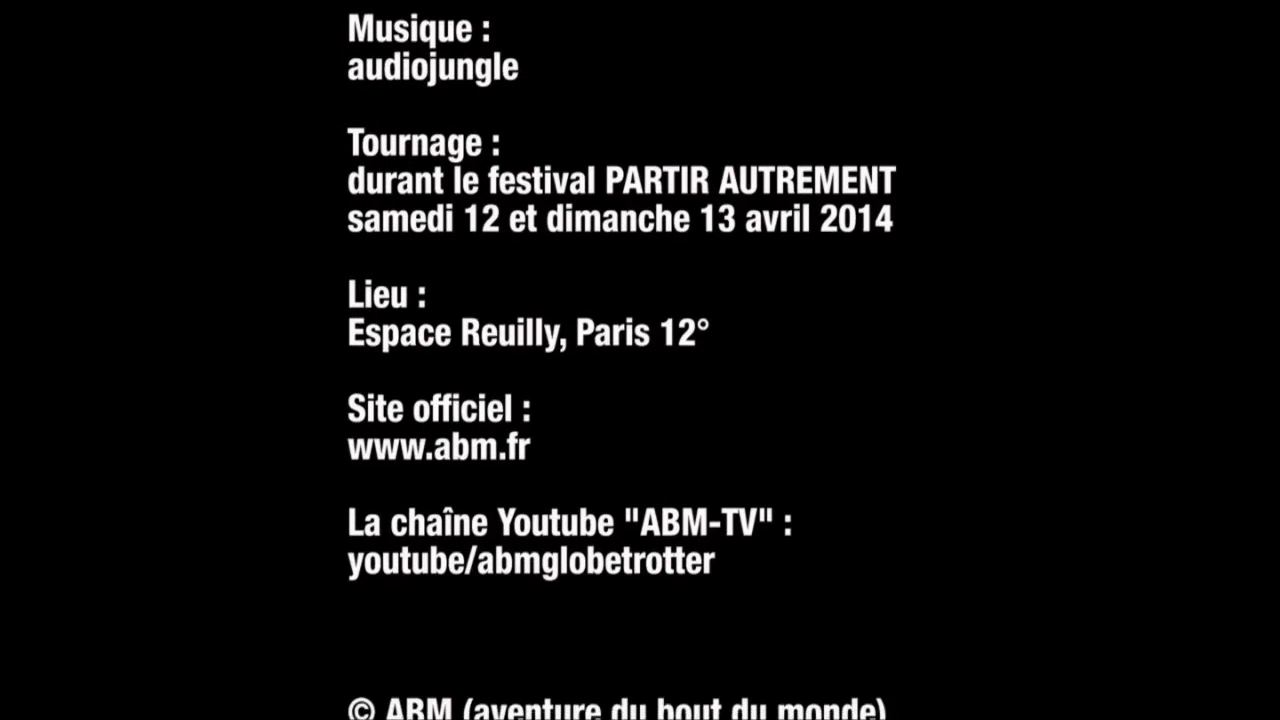 Musique :
audiojungle
Tournage :
durant le festival PARTIR AUTREMENT
samedi 12 et dimanche 13 avril 2014
Lieu :
Espace Reuilly, Paris 12°
Site officiel :
www.abm.fr
La chaîne Youtube "ABM-TV" :
youtube/abmglobetrotter
© ABM (aventure du bout du monde)